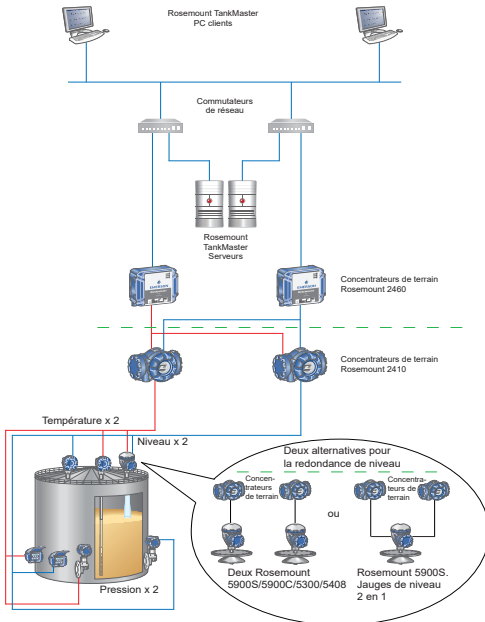 Rosemount TankMaster
PC clients
Commutateurs
de réseau
Rosemount
TankMaster
Serveurs
EMERSON
EMERSON
Concentrateurs de terrain
Rosemount 2460
Concentrateurs de terrain
Rosemount 2410
Température x 2
Niveau x 2
Pression x 2
Deux alternatives pour
la redondance de niveau
Concen-
trateurs
de terrain
Concentra-
teurs de
terrain
ou
Deux Rosemount
5900S/5900C/5300/5408
Rosemount 5900S.
Jauges de niveau
2 en 1